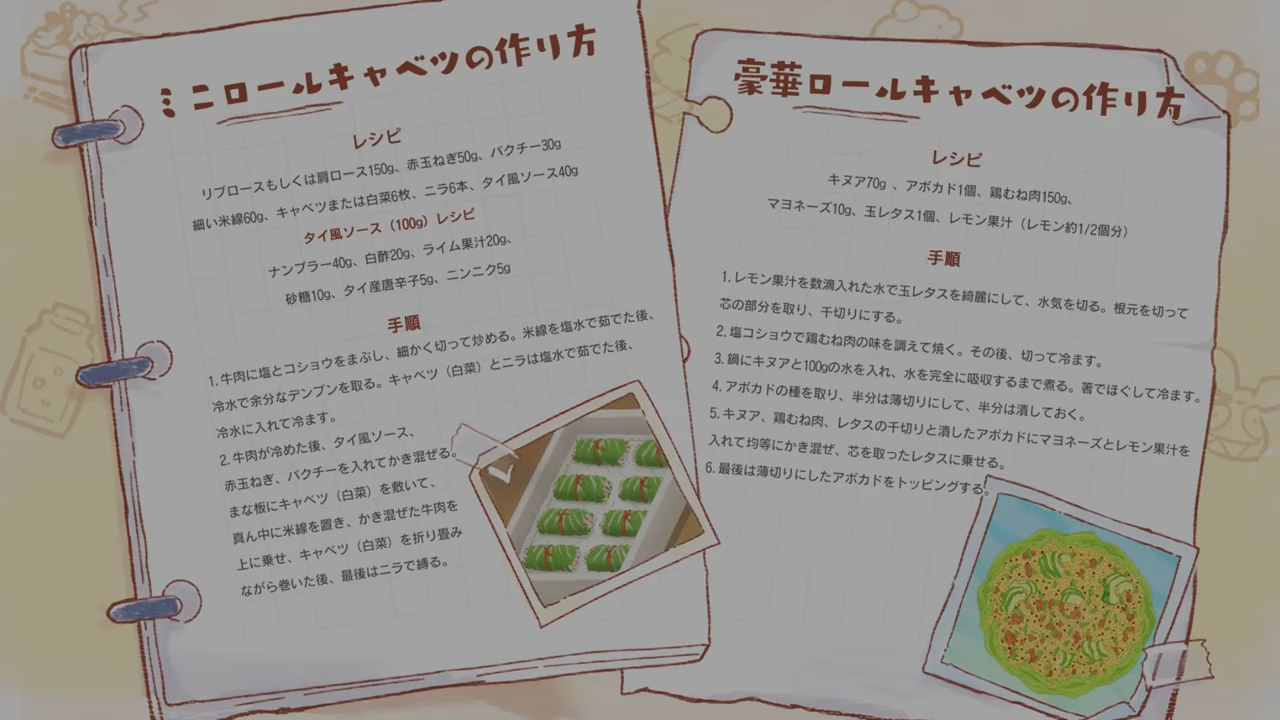 ミニロールキャベツの作り方
レシピ
リブロースもしくは肩ロース150g、赤玉ねぎ50g、パクチー30g
細い米線60g、キャベツまたは白菜6枚、ニラ6本、タイ風ソース40g
タイ風ソース（100g）レシピ
ナンプラー40g、白酢20g、ライム果汁20g、
砂糖10g、タイ産唐辛子5g、ニンニク5g
手順
1. 牛肉に塩とコショウをまぶし、細かく切って炒める。米線を塩水で茹でた後、
冷水で余分なデンプンを取る。キャベツ（白菜）とニラは塩水で茹でた後、
冷水に入れて冷ます。
2. 牛肉が冷めた後、タイ風ソース、
赤玉ねぎ、パクチーを入れてかき混ぜる。
まな板にキャベツ（白菜）を敷いて、
真ん中に米線を置き、かき混ぜた牛肉を
上に乗せ、キャベツ（白菜）を折り畳み
ながら巻いた後、最後はニラで縛る。
豪華ロールキャベツの作り方
レシピ
キヌア70g 、アボカド1個、鶏むね肉150g、
マヨネーズ10g、玉レタス1個、レモン果汁（レモン約1/2個分）
手順
1. レモン果汁を数滴入れた水で玉レタスを綺麗にして、水気を切る。根元を切って
芯の部分を取り、千切りにする。
2. 塩コショウで鶏むね肉の味を調えて焼く。その後、切って冷ます。
3. 鍋にキヌアと100gの水を入れ、水を完全に吸収するまで煮る。箸でほぐして冷ます。
4. アボカドの種を取り、半分は薄切りにして、半分は潰しておく。
5. キヌア、鶏むね肉、レタスの千切りと潰したアボカドにマヨネーズとレモン果汁を
入れて均等にかき混ぜ、芯を取ったレタスに乗せる。
6. 最後は薄切りにしたアボカドをトッピングする。